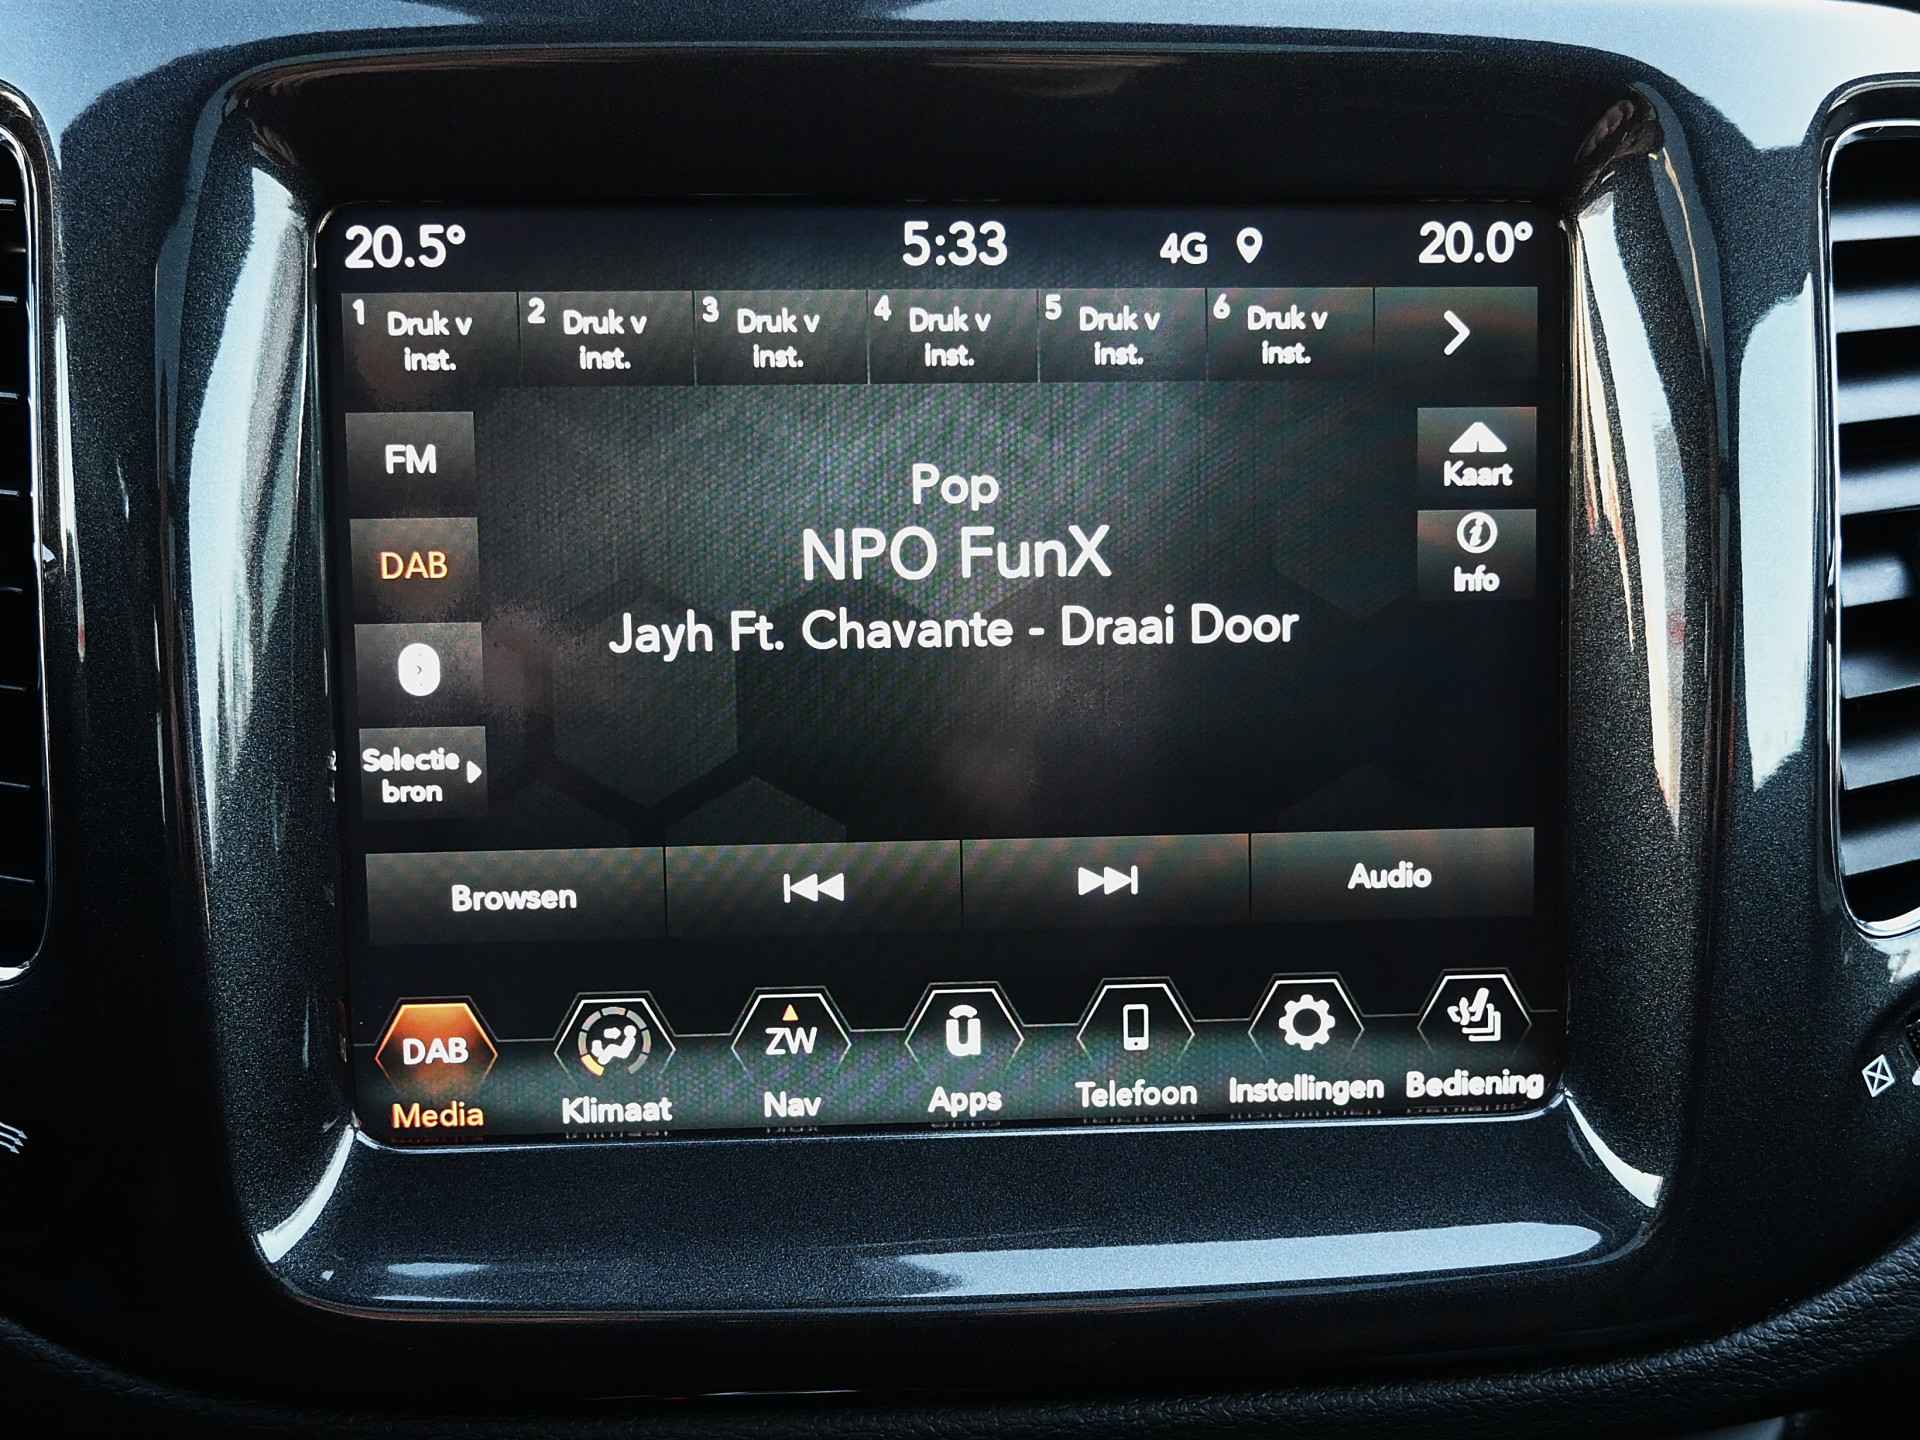 20.5° 5:33 4G 20.0°
1 Druk v inst.
2 Druk v inst.
3 Druk v inst.
4 Druk v inst.
5 Druk v inst.
6 Druk v inst.
FM
DAB
Selectie
bron
Pop
NPO FunX
Jayh Ft. Chavante - Draai Door
Kaart
Info
Browsen
Audio
DAB
Media
Klimaat
ZW
Nav
ū
Apps
Telefoon
Instellingen
Bediening